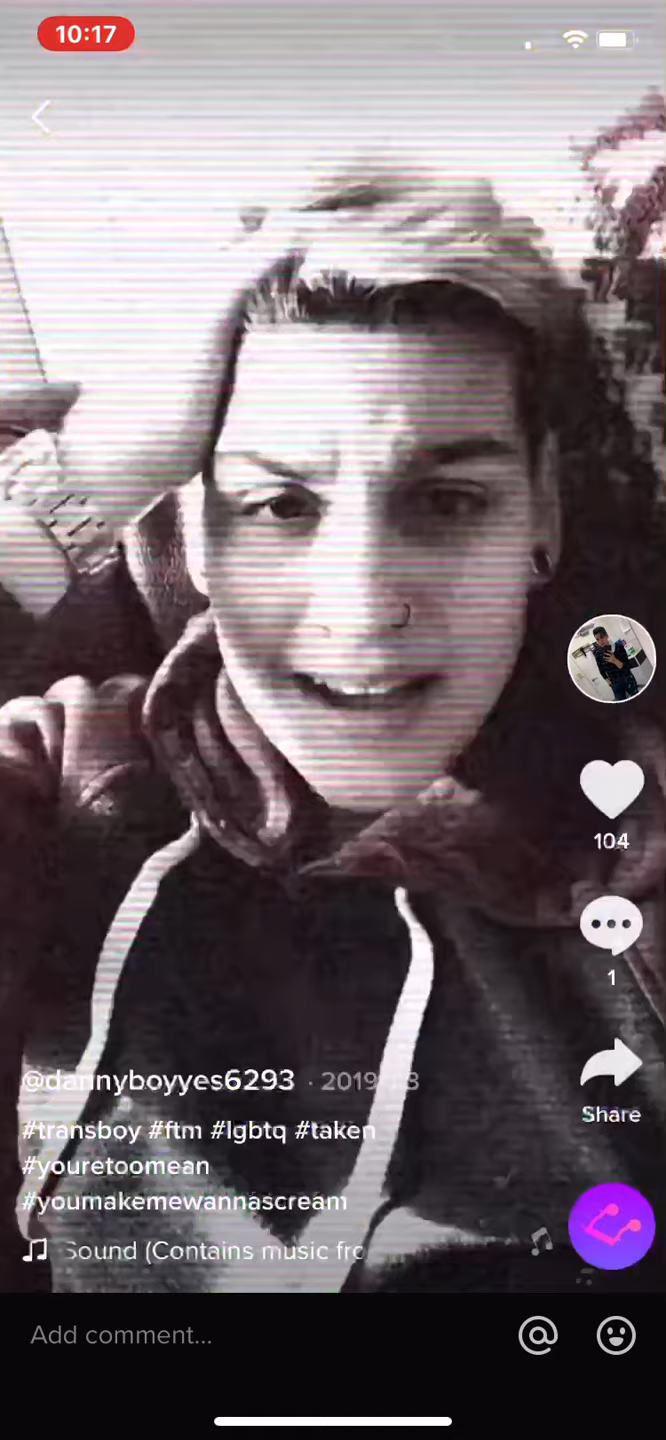 10:17
104
1
Share
@dannyboyyes6293 · 2019
#transboy #ftm #lgbtq #taken
#youretoomean
#youmakemewannascream
Sound (Contains music fro
Add comment...